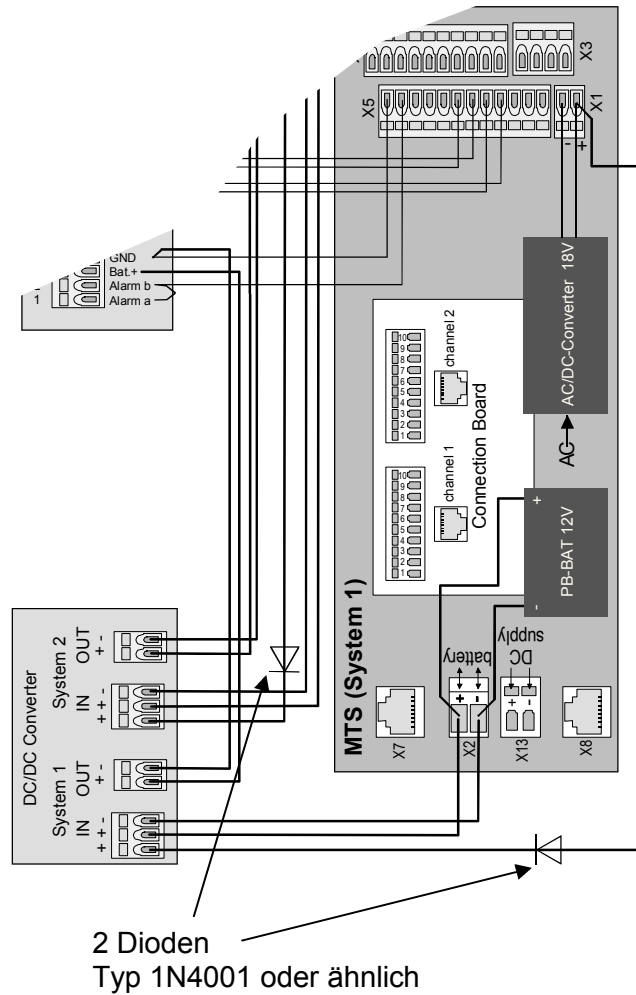 X3
X5
X1
-
+
GND
Bat.+
Alarm b
Alarm a
1
AC/DC-Converter 18V
AC
10
9
8
7
6
5
4
3
2
1
channel 2
10
9
8
7
6
5
4
3
2
1
channel 1
Connection Board
PB-BAT 12V
+
-
MTS (System 1)
battery
+
-
DC
supply
+
-
X7
X2
X13
X8
DC/DC Converter
System 2
OUT
+ -
IN
+ + -
System 1
OUT
+ -
IN
+ + -
2 Dioden
Typ 1N4001 oder ähnlich